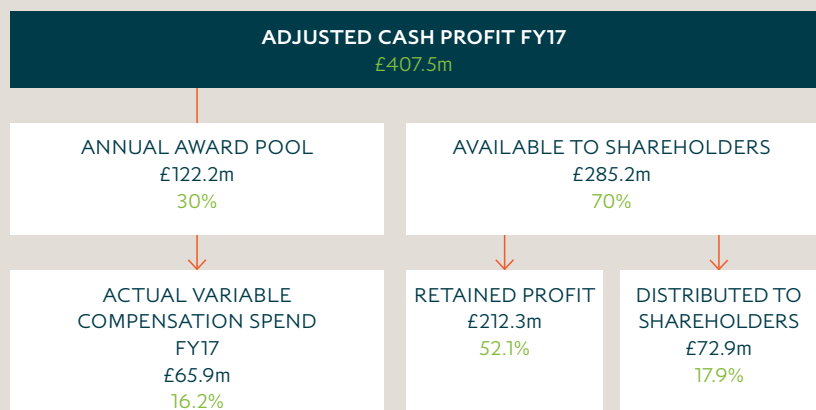 ADJUSTED CASH PROFIT FY17
£407.5m
ANNUAL AWARD POOL
£122.2m
30%
AVAILABLE TO SHAREHOLDERS
£285.2m
70%
ACTUAL VARIABLE
COMPENSATION SPEND
FY17
£65.9m
16.2%
RETAINED PROFIT
£212.3m
52.1%
DISTRIBUTED TO
SHAREHOLDERS
£72.9m
17.9%